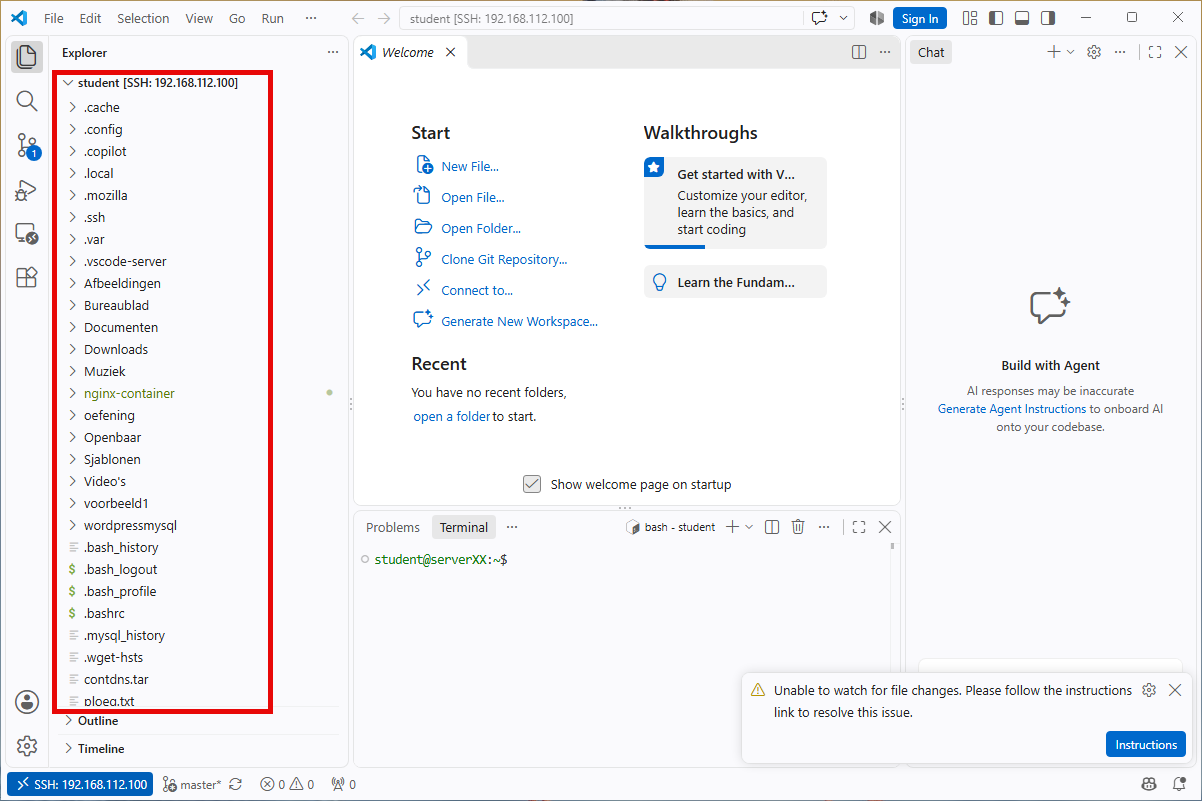 File Edit Selection View Go Run ···
student [SSH: 192.168.112.100]
Sign In
Explorer
student [SSH: 192.168.112.100]
.cache
.config
.copilot
.local
.mozilla
.ssh
.var
.vscode-server
Afbeeldingen
Bureaublad
Documenten
Downloads
Muziek
nginx-container
oefening
Openbaar
Sjablonen
Video's
voorbeeld1
wordpressmysql
.bash_history
$ .bash_logout
$ .bash_profile
$ .bashrc
.mysql_history
.wget-hsts
contdns.tar
ploeg.txt
Outline
Timeline
1
Welcome
Start
New File...
Open File...
Open Folder...
Clone Git Repository...
Connect to...
Generate New Workspace...
Recent
You have no recent folders,
open a folder to start.
Walkthroughs
Get started with V...
Customize your editor,
learn the basics, and
start coding
Learn the Fundam...
Show welcome page on startup
Problems Terminal ···
bash - student
student@serverXX:~$
Chat
Build with Agent
AI responses may be inaccurate
Generate Agent Instructions to onboard AI
onto your codebase.
Unable to watch for file changes. Please follow the instructions
link to resolve this issue.
Instructions
SSH: 192.168.112.100
master*
0 0
0